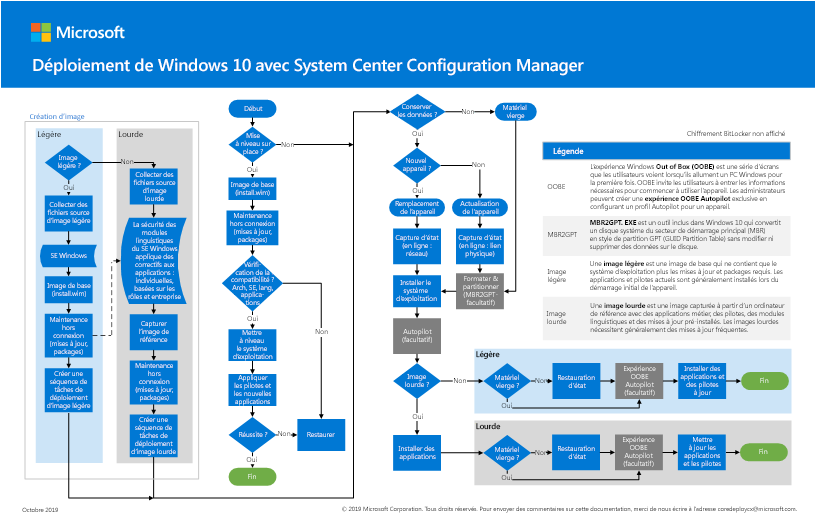 Microsoft
Déploiement de Windows 10 avec System Center Configuration Manager
Création d'image
Légère
Image
légère ?
Non
Oui
Collecter des
fichiers source
d'image légère
SE Windows
Image de base
(install.wim)
Maintenance
hors
connexion
(mises à jour,
packages)
Créer une
séquence de
tâches de
déploiement
d'image légère
Lourde
Collecter des
fichiers source
d'image
lourde
La sécurité des
modules
linguistiques
du SE Windows
applique des
correctifs aux
applications :
individuelles,
basées sur les
rôles et entreprise
Capturer
l'image de
référence
Maintenance
hors
connexion
(mises à jour,
packages)
Créer une
séquence de
tâches de
déploiement
d'image lourde
Début
Mise
à niveau sur
place ?
Non
Oui
Image de base
(install.wim)
Maintenance
hors connexion
(mises à jour,
packages)
Vérifi-
cation de la
compatibilité ?
Arch, SE, lang,
applica-
tions
Non
Oui
Mettre
à niveau
le système
d'exploitation
Appliquer
les pilotes et
les nouvelles
applications
Réussite ?
Non
Restaurer
Oui
Fin
Conserver
les données ?
Non
Matériel
vierge
Oui
Nouvel
appareil ?
Non
Oui
Remplacement
de l'appareil
Actualisation de
l'appareil
Capture d'état
(en ligne :
réseau)
Capture d'état
(en ligne : lien
physique)
Installer le
système
d'exploitation
Formater &
partitionner
(MBR2GPT-
facultatif)
Autopilot
(facultatif)
Image
lourde ?
Non
Oui
Installer des
applications
Chiffrement BitLocker non affiché
Légende
OOBE
L'expérience Windows Out of Box (OOBE) est une série d'écrans
que les utilisateurs voient lorsqu'ils allument un PC Windows pour
la première fois. OOBE invite les utilisateurs à entrer les informations
nécessaires pour commencer à utiliser l'appareil. Les administrateurs
peuvent créer une expérience OOBE Autopilot exclusive en
configurant un profil Autopilot pour un appareil.
MBR2GPT
MBR2GPT. EXE est un outil inclus dans Windows 10 qui convertit
un disque système du secteur de démarrage principal (MBR)
en style de partition GPT (GUID Partition Table) sans modifier ni
supprimer des données sur le disque.
Image
légère
Une image légère est une image de base qui ne contient que le
système d'exploitation plus les mises à jour et packages requis. Les
applications et pilotes actuels sont généralement installés lors du
démarrage initial de l'appareil.
Image
lourde
Une image lourde est une image capturée à partir d'un ordinateur
de référence avec des applications métier, des pilotes, des modules
linguistiques et des mises à jour pré-installés. Les images lourdes
nécessitent généralement des mises à jour fréquentes.
Légère
Matériel
vierge ?
Non
Oui
Restauration
d'état
Expérience
OOBE
Autopilot
(facultatif)
Installer des
applications et
des pilotes
à jour
Fin
Lourde
Matériel
vierge ?
Non
Oui
Restauration
d'état
Expérience
OOBE
Autopilot
(facultatif)
Mettre
à jour les
applications
et les pilotes
Fin
Octobre 2019
© 2019 Microsoft Corporation. Tous droits réservés. Pour envoyer des commentaires sur cette documentation, merci de nous écrire à l'adresse coredeploycx@microsoft.com.